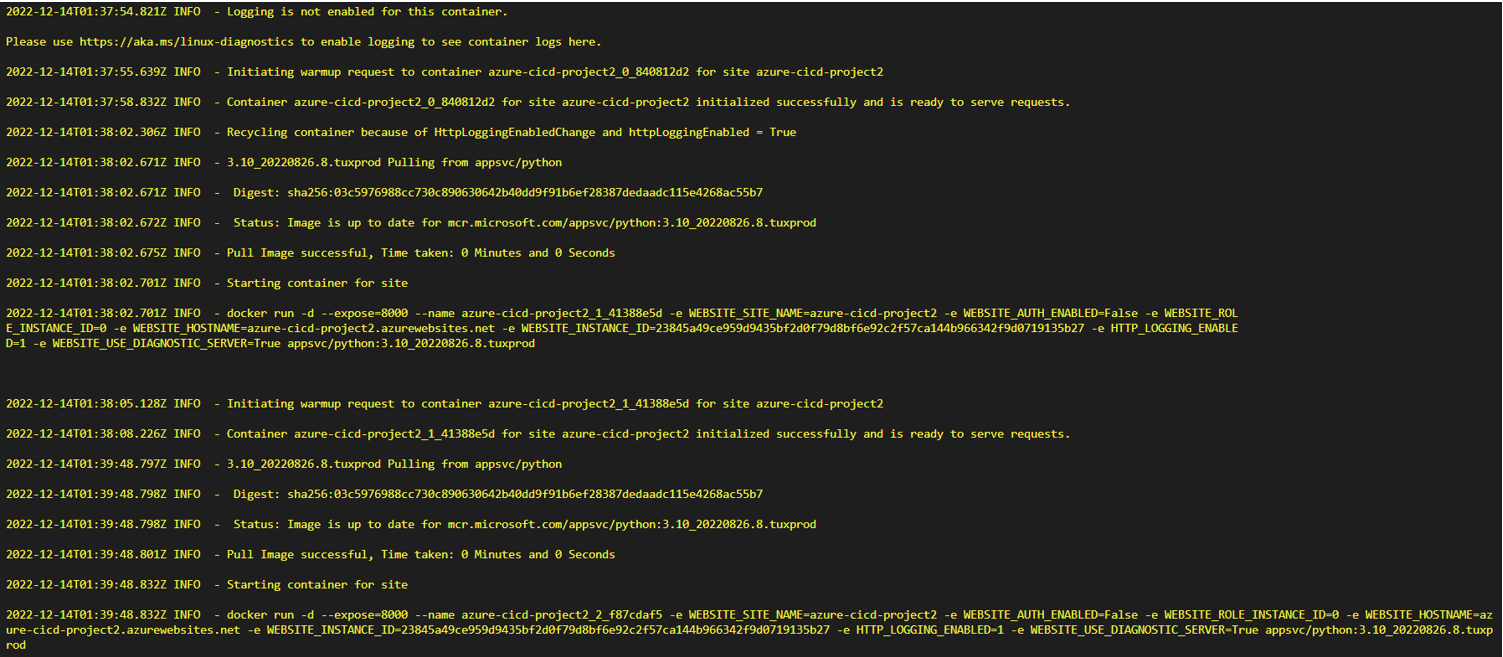 2022-12-14T01:37:54.821Z INFO  - Logging is not enabled for this container.
Please use https://aka.ms/linux-diagnostics to enable logging to see container logs here.
2022-12-14T01:37:55.639Z INFO  - Initiating warmup request to container azure-cicd-project2_0_840812d2 for site azure-cicd-project2
2022-12-14T01:37:58.832Z INFO  - Container azure-cicd-project2_0_840812d2 for site azure-cicd-project2 initialized successfully and is ready to serve requests.
2022-12-14T01:38:02.306Z INFO  - Recycling container because of HttpLoggingEnabledChange and httpLoggingEnabled = True
2022-12-14T01:38:02.671Z INFO  - 3.10_20220826.8.tuxprod Pulling from appsvc/python
2022-12-14T01:38:02.671Z INFO  -  Digest: sha256:03c5976988cc730c890630642b40dd9f91b6ef28387dedaadc115e4268ac55b7
2022-12-14T01:38:02.672Z INFO  -  Status: Image is up to date for mcr.microsoft.com/appsvc/python:3.10_20220826.8.tuxprod
2022-12-14T01:38:02.675Z INFO  - Pull Image successful, Time taken: 0 Minutes and 0 Seconds
2022-12-14T01:38:02.701Z INFO  - Starting container for site
2022-12-14T01:38:02.701Z INFO  - docker run -d --expose=8000 --name azure-cicd-project2_1_41388e5d -e WEBSITE_SITE_NAME=azure-cicd-project2 -e WEBSITE_AUTH_ENABLED=False -e WEBSITE_ROL
E_INSTANCE_ID=0 -e WEBSITE_HOSTNAME=azure-cicd-project2.azurewebsites.net -e WEBSITE_INSTANCE_ID=23845a49ce959d9435bf2d0f79d8bf6e92c2f57ca144b966342f9d0719135b27 -e HTTP_LOGGING_ENABLE
D=1 -e WEBSITE_USE_DIAGNOSTIC_SERVER=True appsvc/python:3.10_20220826.8.tuxprod
2022-12-14T01:38:05.128Z INFO  - Initiating warmup request to container azure-cicd-project2_1_41388e5d for site azure-cicd-project2
2022-12-14T01:38:08.226Z INFO  - Container azure-cicd-project2_1_41388e5d for site azure-cicd-project2 initialized successfully and is ready to serve requests.
2022-12-14T01:39:48.797Z INFO  - 3.10_20220826.8.tuxprod Pulling from appsvc/python
2022-12-14T01:39:48.798Z INFO  -  Digest: sha256:03c5976988cc730c890630642b40dd9f91b6ef28387dedaadc115e4268ac55b7
2022-12-14T01:39:48.798Z INFO  -  Status: Image is up to date for mcr.microsoft.com/appsvc/python:3.10_20220826.8.tuxprod
2022-12-14T01:39:48.801Z INFO  - Pull Image successful, Time taken: 0 Minutes and 0 Seconds
2022-12-14T01:39:48.832Z INFO  - Starting container for site
2022-12-14T01:39:48.832Z INFO  - docker run -d --expose=8000 --name azure-cicd-project2_2_f87cdaf5 -e WEBSITE_SITE_NAME=azure-cicd-project2 -e WEBSITE_AUTH_ENABLED=False -e WEBSITE_ROLE_INSTANCE_ID=0 -e WEBSITE_HOSTNAME=az
ure-cicd-project2.azurewebsites.net -e WEBSITE_INSTANCE_ID=23845a49ce959d9435bf2d0f79d8bf6e92c2f57ca144b966342f9d0719135b27 -e HTTP_LOGGING_ENABLED=1 -e WEBSITE_USE_DIAGNOSTIC_SERVER=True appsvc/python:3.10_20220826.8.tuxp
rod